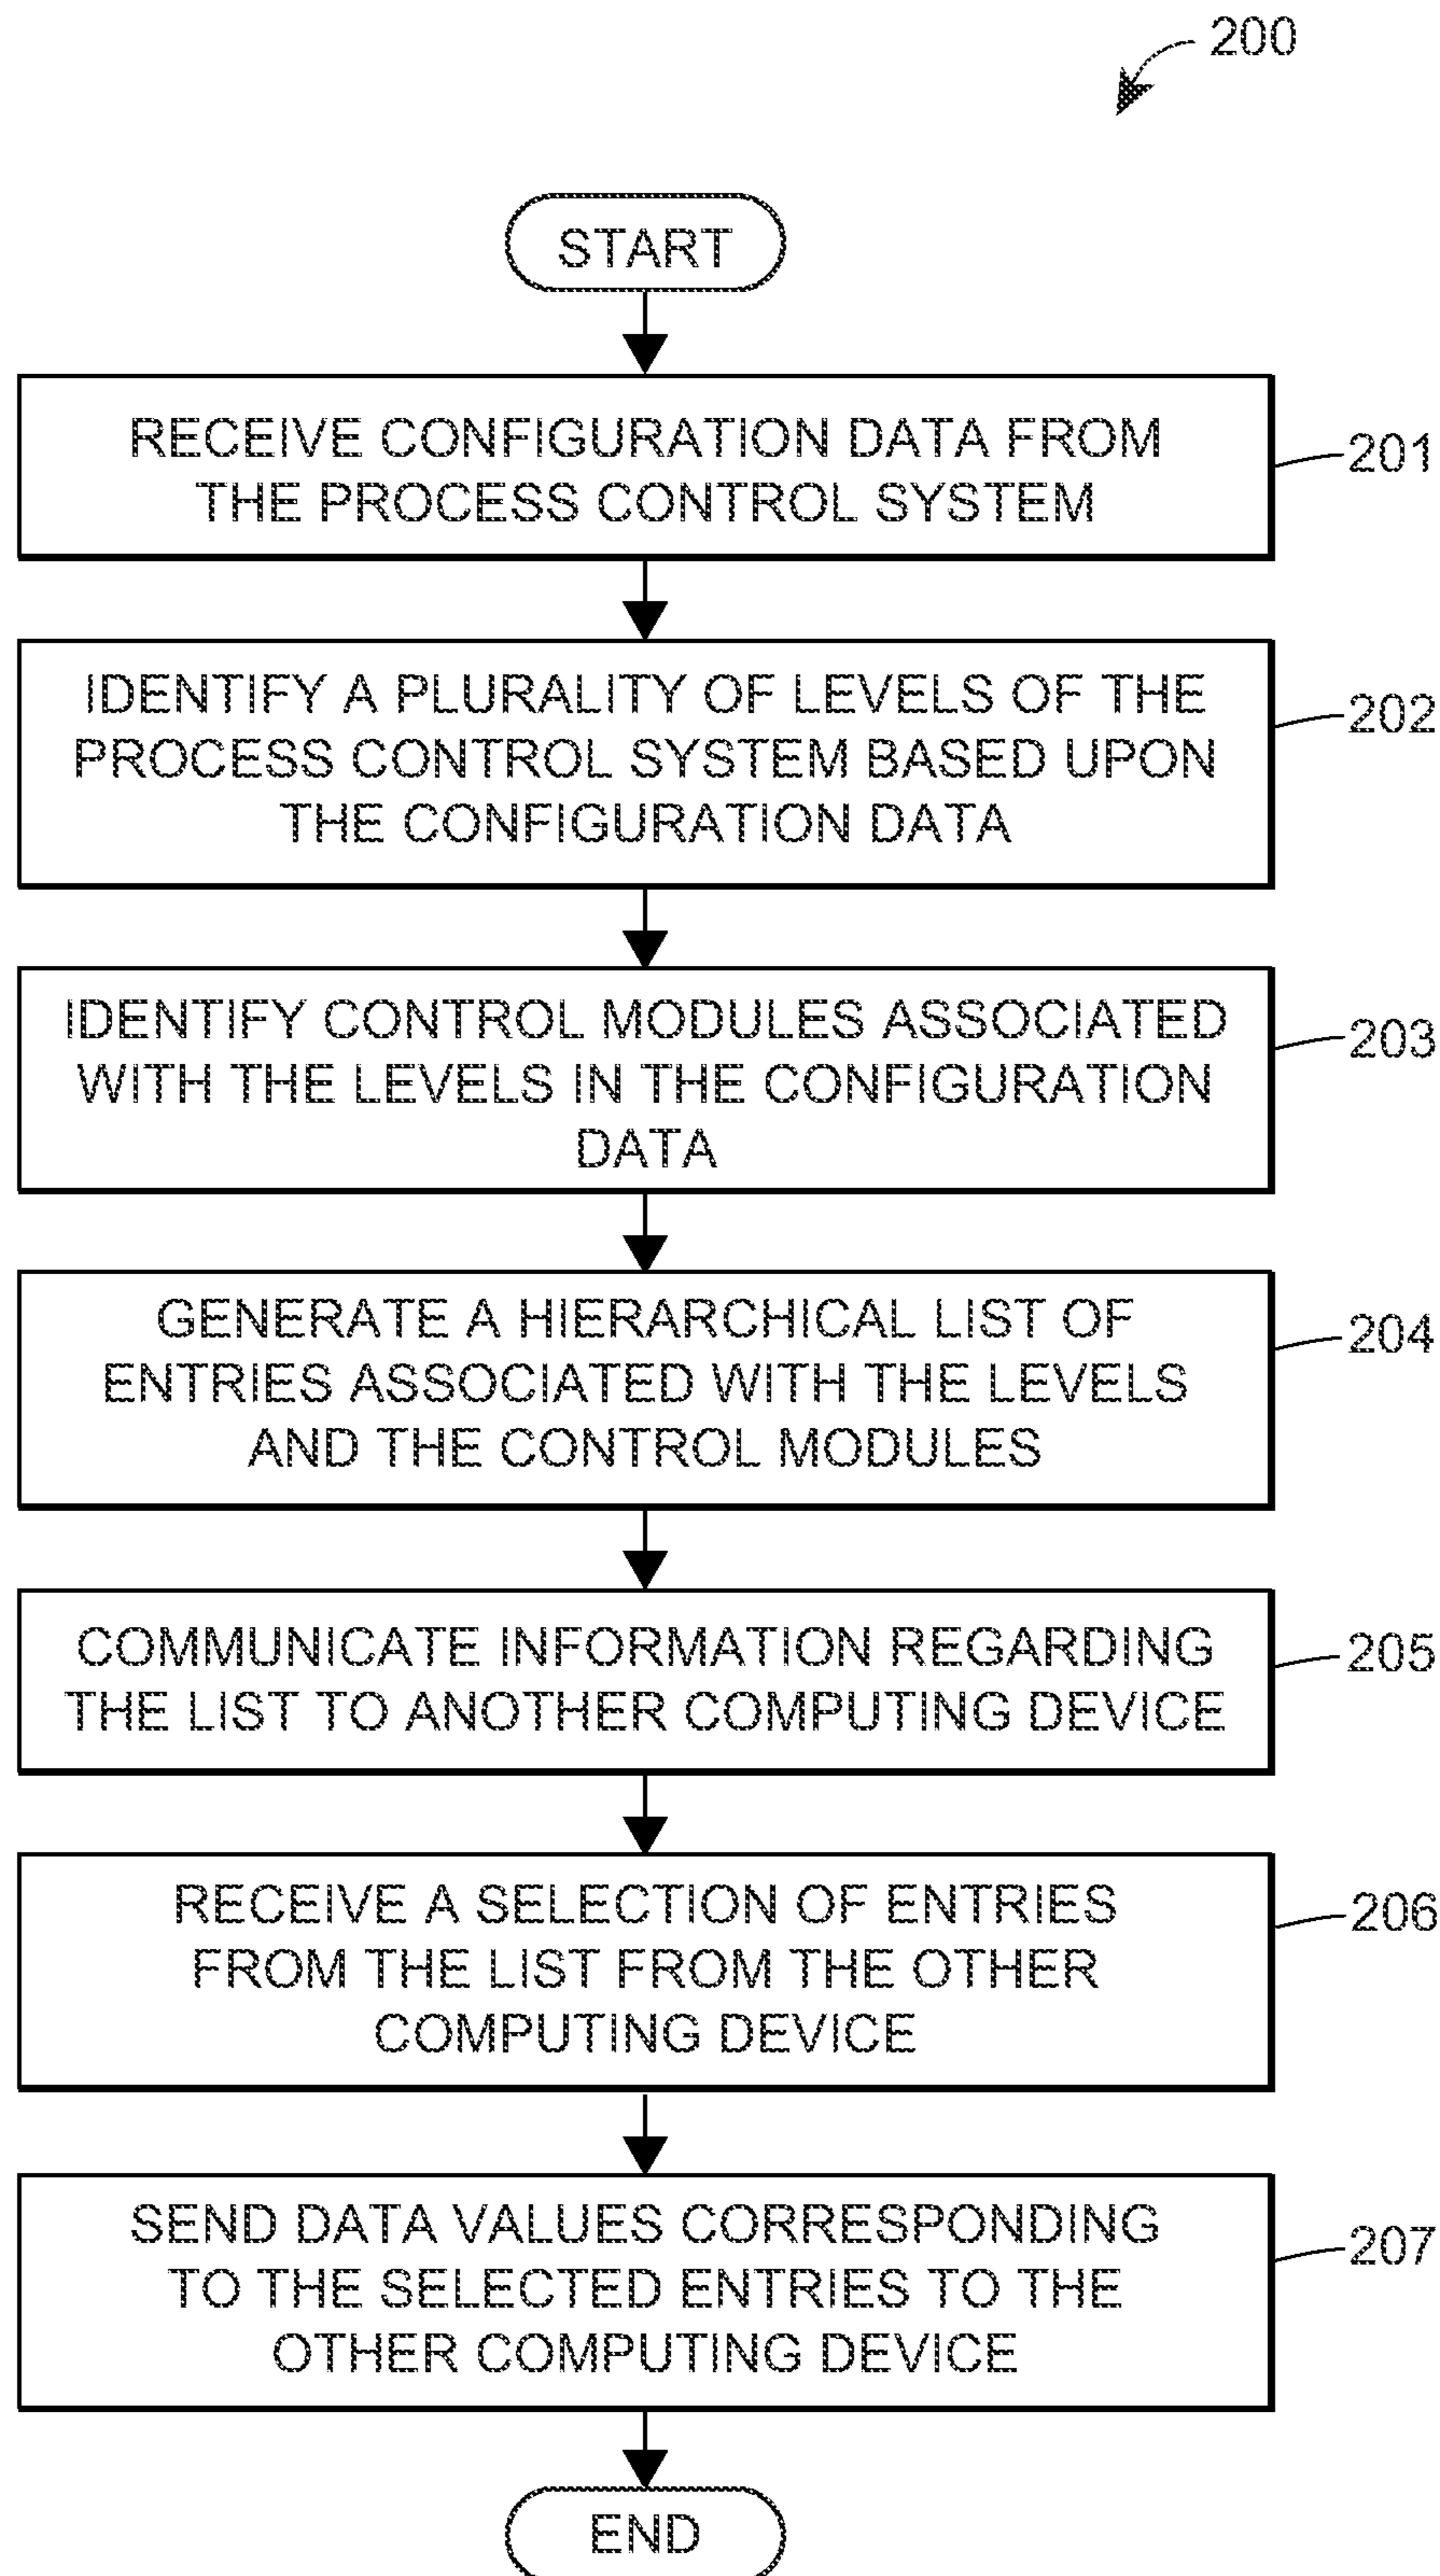 200
START
RECEIVE CONFIGURATION DATA FROM
THE PROCESS CONTROL SYSTEM
201
IDENTIFY A PLURALITY OF LEVELS OF THE
PROCESS CONTROL SYSTEM BASED UPON
THE CONFIGURATION DATA
202
IDENTIFY CONTROL MODULES ASSOCIATED
WITH THE LEVELS IN THE CONFIGURATION
DATA
203
GENERATE A HIERARCHICAL LIST OF
ENTRIES ASSOCIATED WITH THE LEVELS
AND THE CONTROL MODULES
204
COMMUNICATE INFORMATION REGARDING
THE LIST TO ANOTHER COMPUTING DEVICE
205
RECEIVE A SELECTION OF ENTRIES
FROM THE LIST FROM THE OTHER
COMPUTING DEVICE
206
SEND DATA VALUES CORRESPONDING
TO THE SELECTED ENTRIES TO THE
OTHER COMPUTING DEVICE
207
END